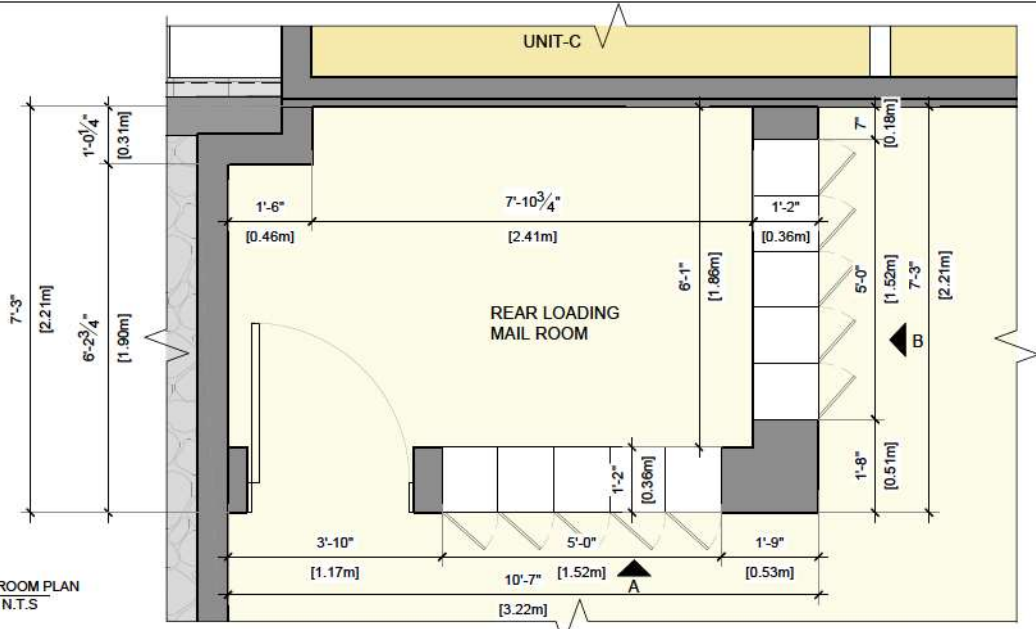 UNIT-C
1'-0¼"
[0.31m]
7"
[0.18m]
1'-6"
[0.46m]
7'-10¾"
[2.41m]
1'-2"
[0.36m]
7'-3"
[2.21m]
6'-2¾"
[1.90m]
6'-1"
[1.86m]
5'-0"
[1.52m]
7'-3"
[2.21m]
REAR LOADING
MAIL ROOM
B
1'-2"
[0.36m]
1'-8"
[0.51m]
3'-10"
[1.17m]
5'-0"
[1.52m]
1'-9"
[0.53m]
A
10'-7"
[3.22m]
ROOM PLAN
N.T.S